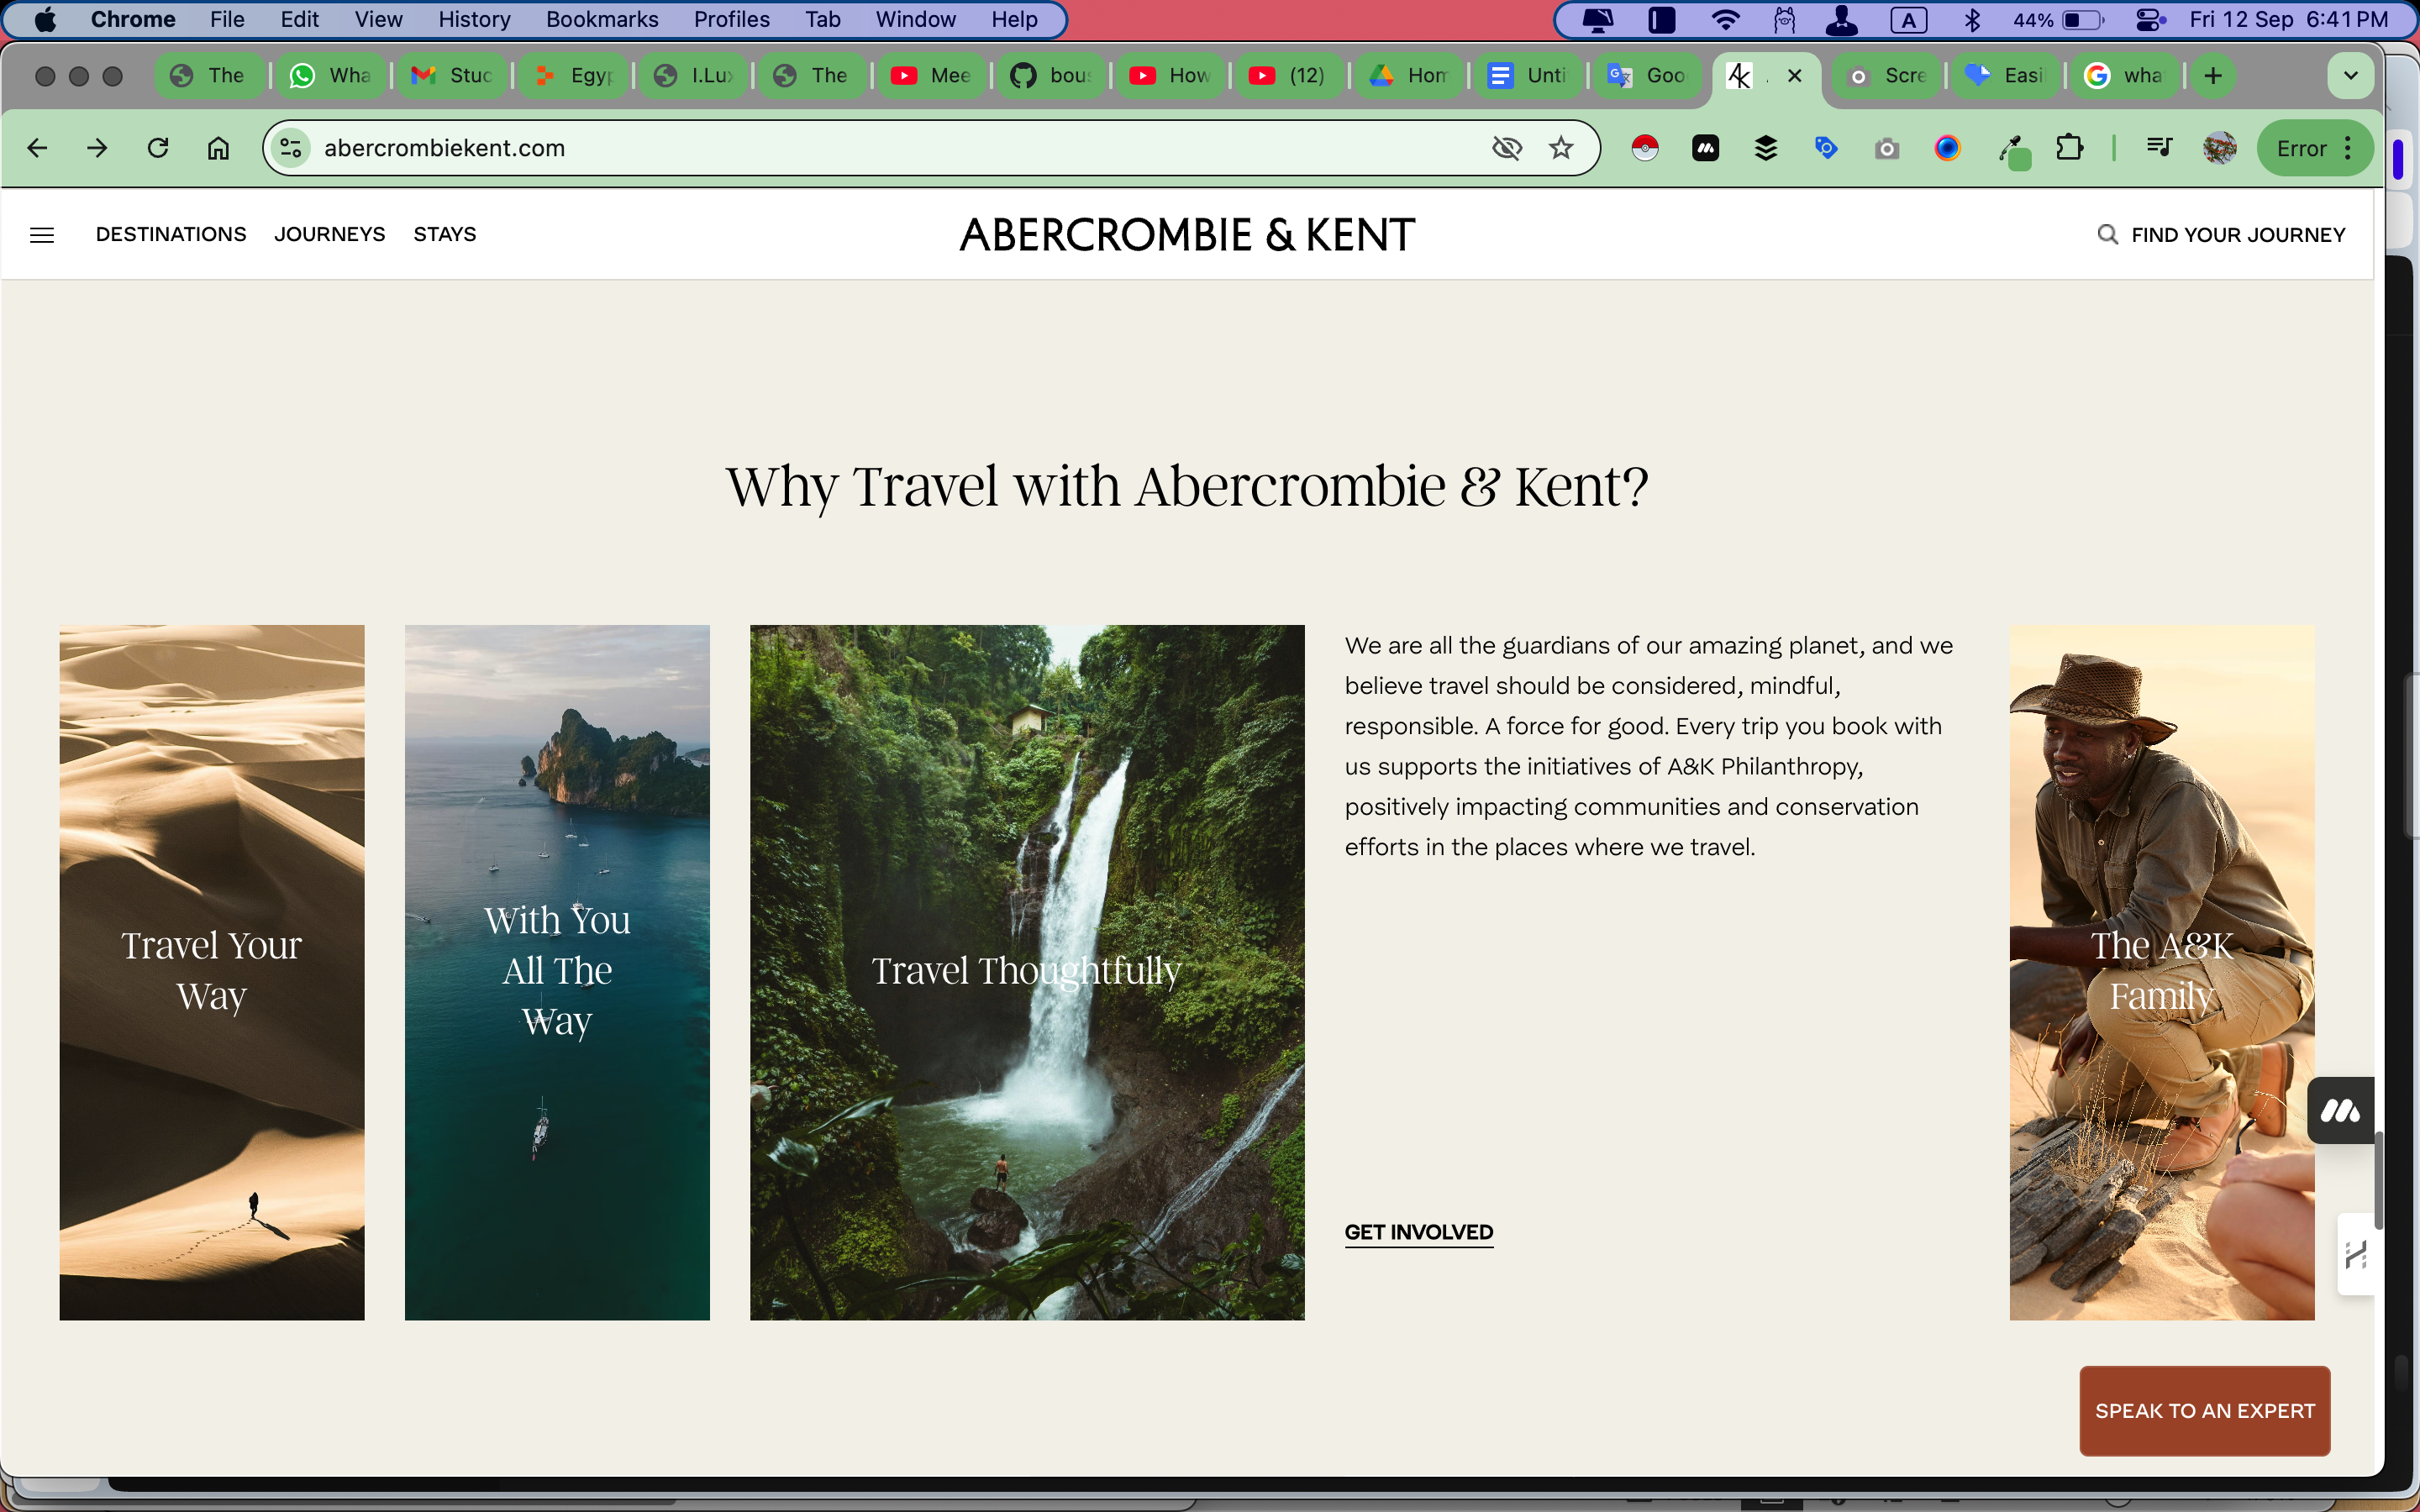 Chrome File Edit View History Bookmarks Profiles Tab Window Help
A 44% Fri 12 Sep 6:41 PM
The Wha Stuc Egyp I.Lux The Mee bous How (12) Hom Unti Goo Scre Easi wha
abercrombiekent.com
Error
DESTINATIONS JOURNEYS STAYS
ABERCROMBIE & KENT
FIND YOUR JOURNEY
Why Travel with Abercrombie & Kent?
Travel Your
Way
With You
All The
Way
Travel Thoughtfully
We are all the guardians of our amazing planet, and we
believe travel should be considered, mindful,
responsible. A force for good. Every trip you book with
us supports the initiatives of A&K Philanthropy,
positively impacting communities and conservation
efforts in the places where we travel.
GET INVOLVED
The A&K
Family
SPEAK TO AN EXPERT